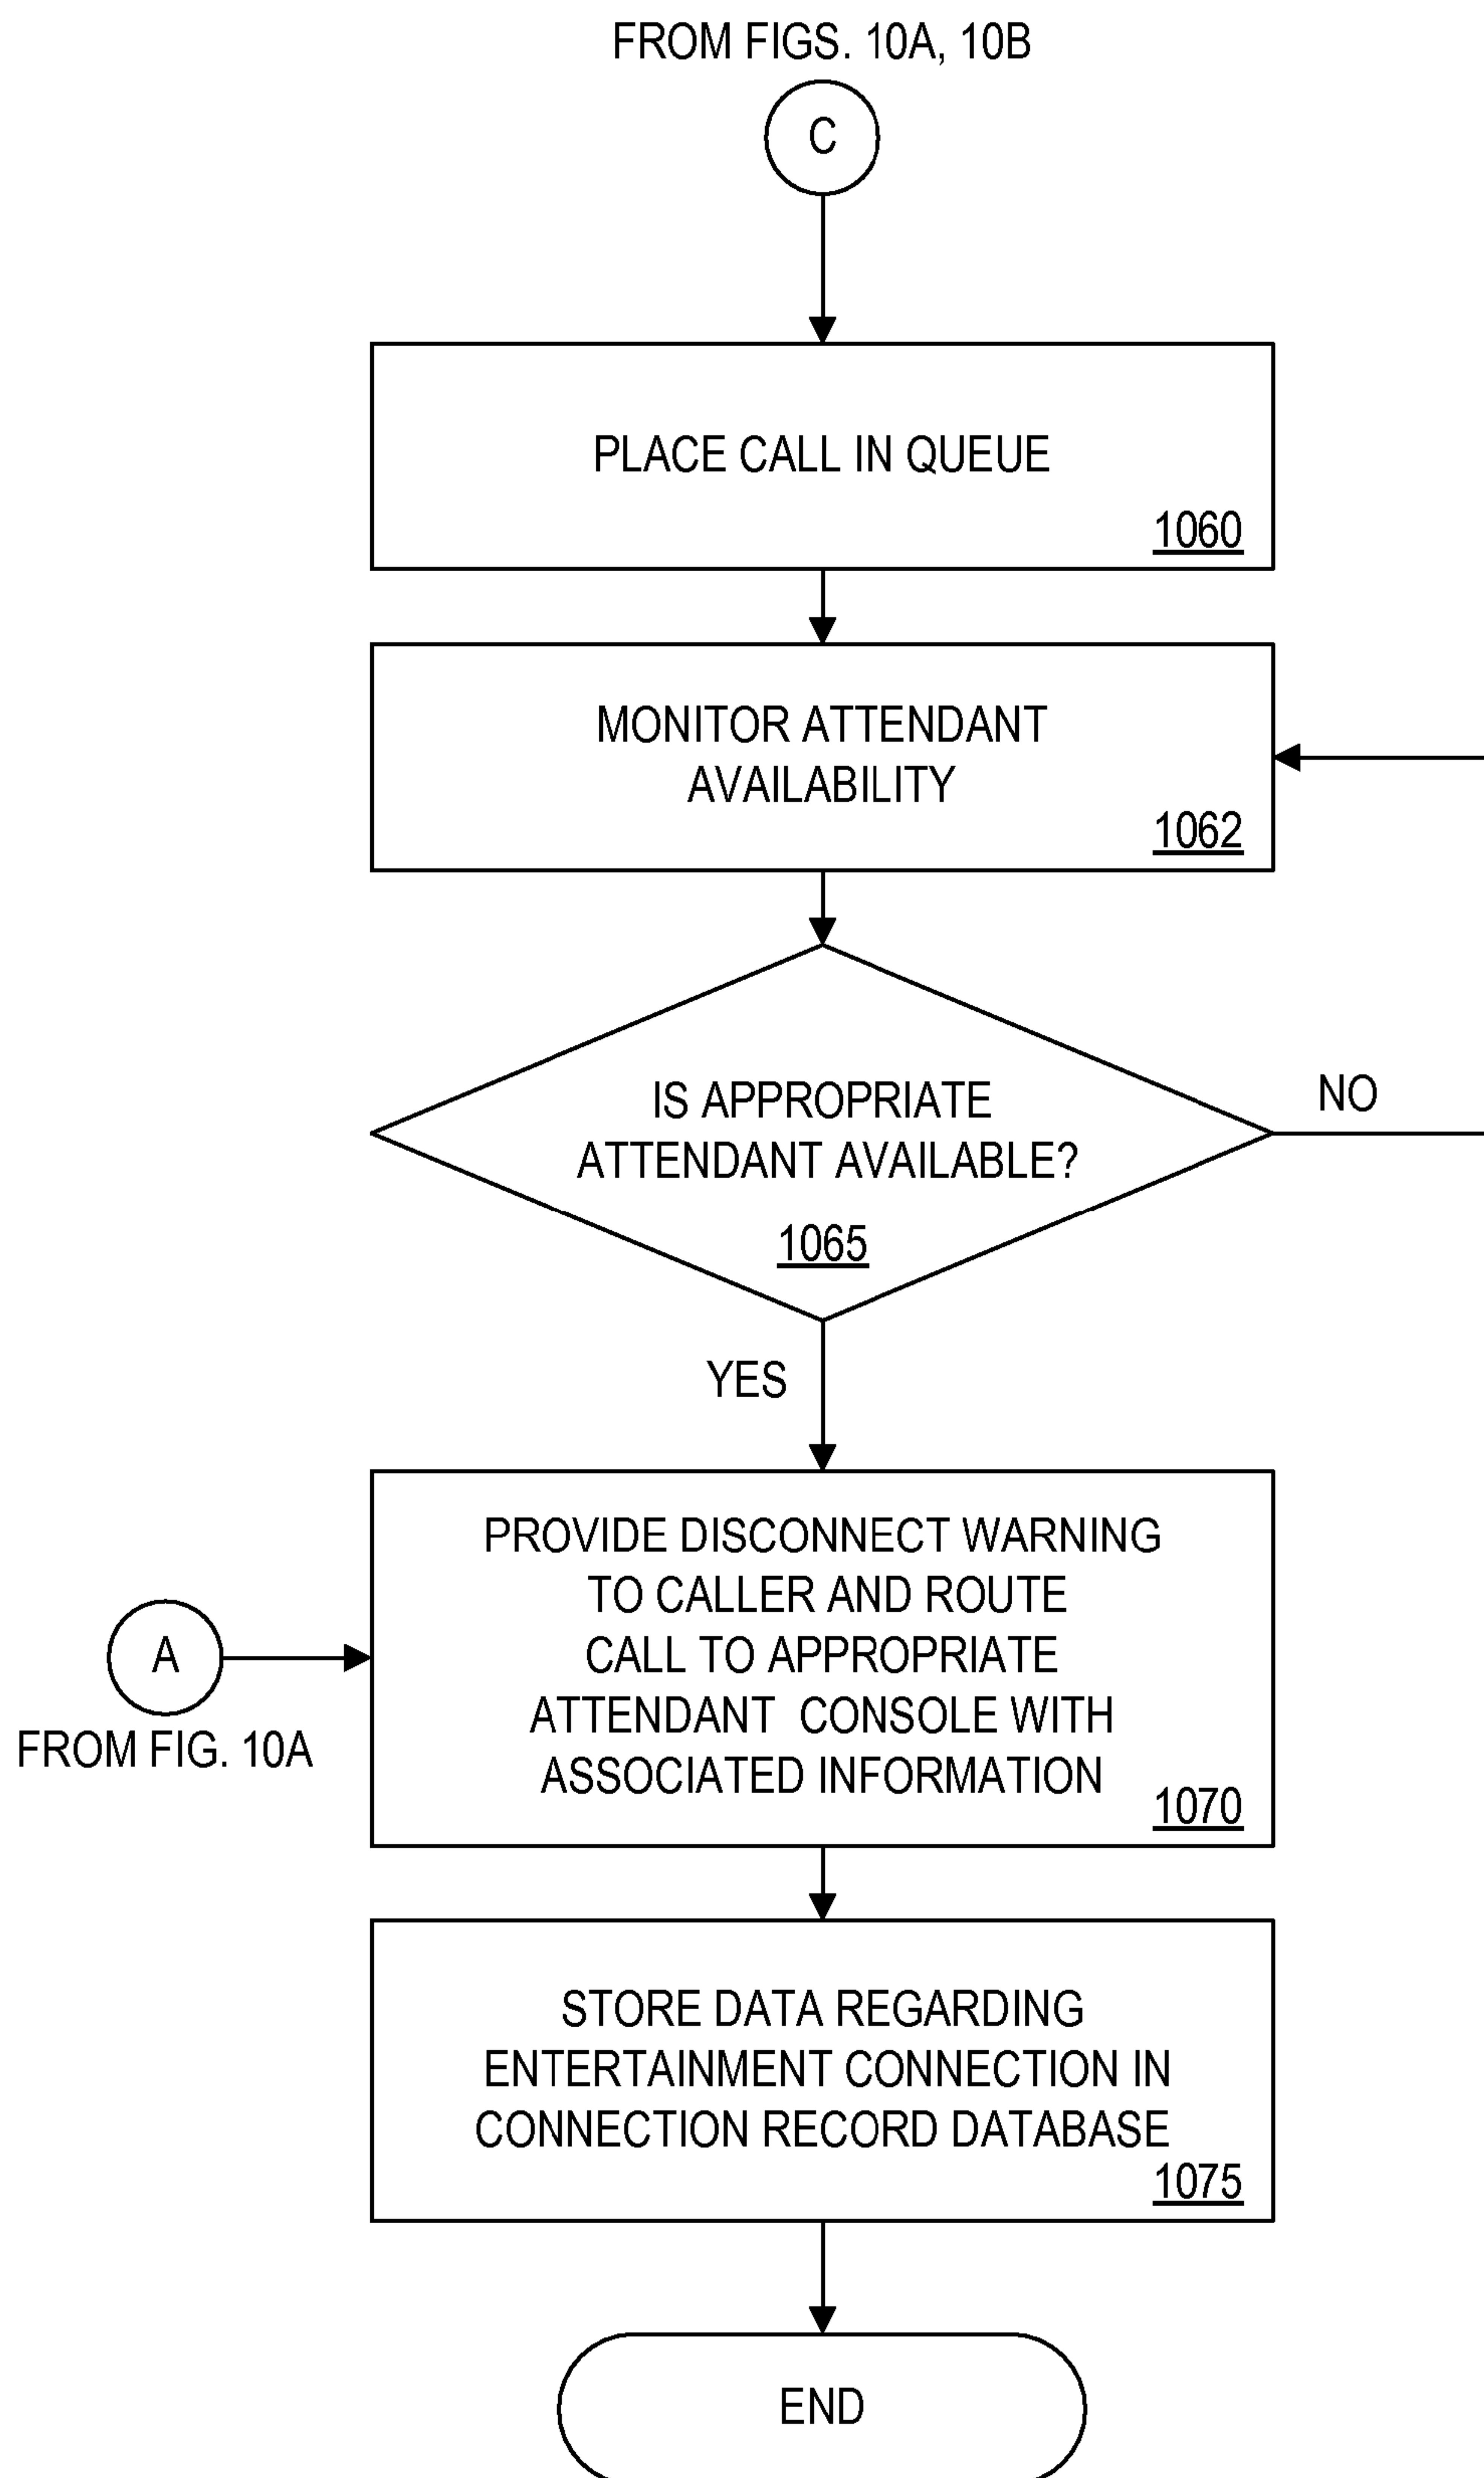 FROM FIGS. 10A, 10B
C
PLACE CALL IN QUEUE
1060
MONITOR ATTENDANT
AVAILABILITY
1062
IS APPROPRIATE
ATTENDANT AVAILABLE?
1065
NO
YES
PROVIDE DISCONNECT WARNING
TO CALLER AND ROUTE
CALL TO APPROPRIATE
ATTENDANT CONSOLE WITH
ASSOCIATED INFORMATION
1070
A
FROM FIG. 10A
STORE DATA REGARDING
ENTERTAINMENT CONNECTION IN
CONNECTION RECORD DATABASE
1075
END